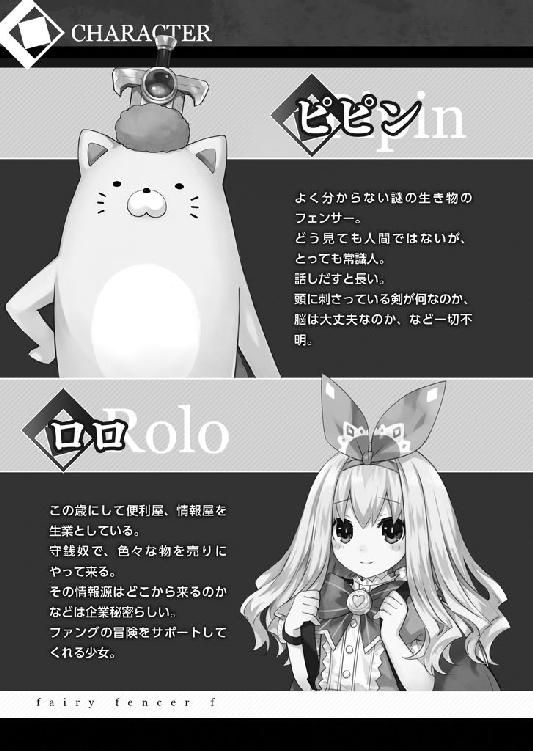 CHARACTER
ピピン
Pipin
よく分からない謎の生き物の
フェンサー。
どう見ても人間ではないが、
とっても常識人。
話しだすと長い。
頭に刺さっている剣が何なのか、
脳は大丈夫なのか、など一切不
明。
ロロ
Rolo
この歳にして便利屋、情報屋を
生業としている。
守銭奴で、色々な物を売りに
やって来る。
その情報源はどこから来るのか
などは企業秘密らしい。
ファングの冒険をサポートして
くれる少女。
fairy fencer f